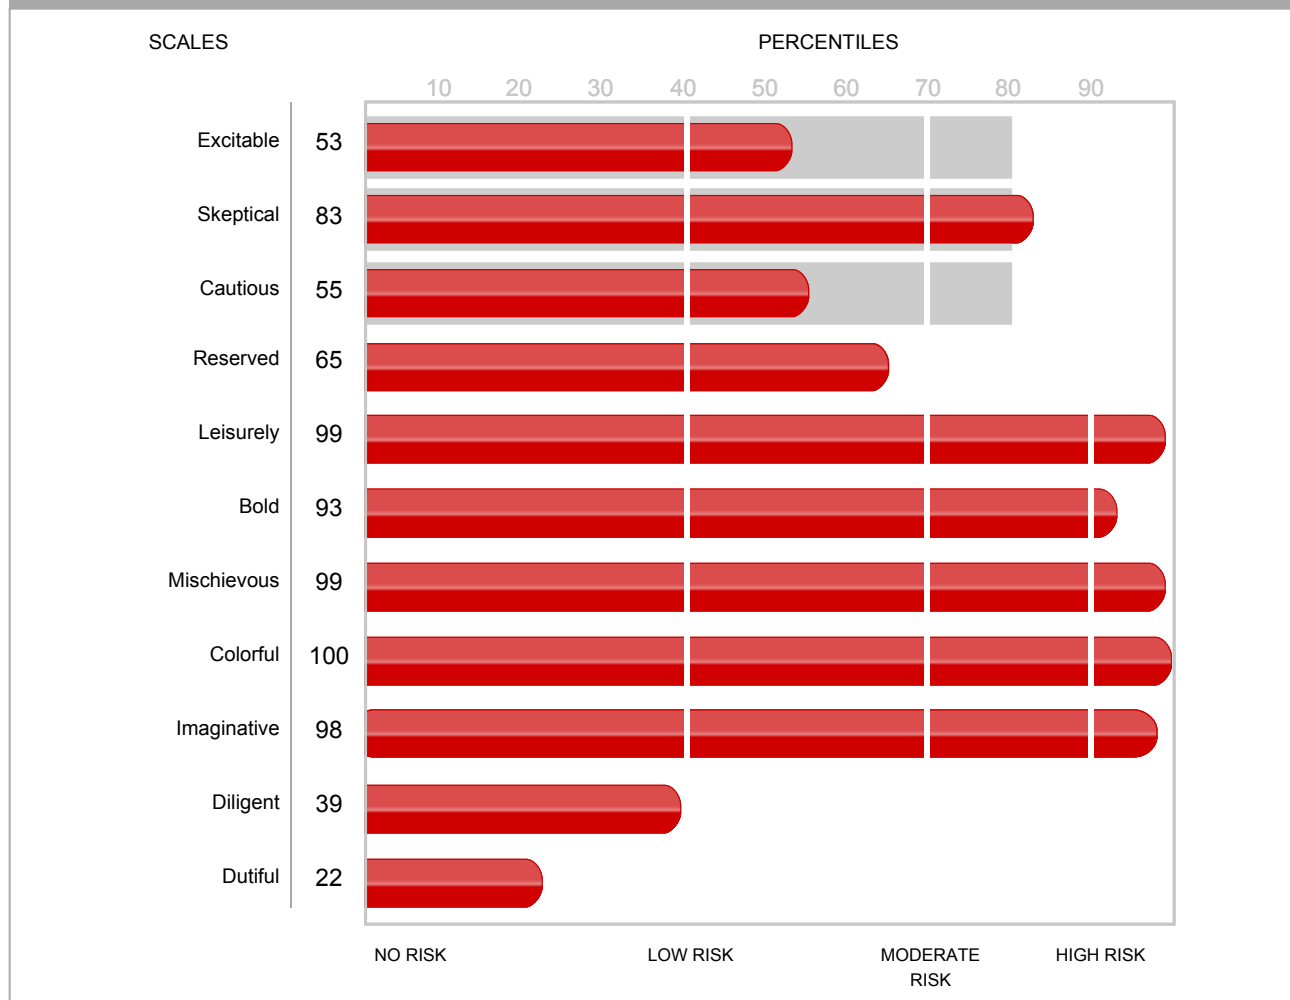 SCALES PERCENTILES
10 20 30 40 50 60 70 80 90
Excitable 53
Skeptical 83
Cautious 55
Reserved 65
Leisurely 99
Bold 93
Mischievous 99
Colorful 100
Imaginative 98
Diligent 39
Dutiful 22
NO RISK LOW RISK MODERATE HIGH RISK
RISK